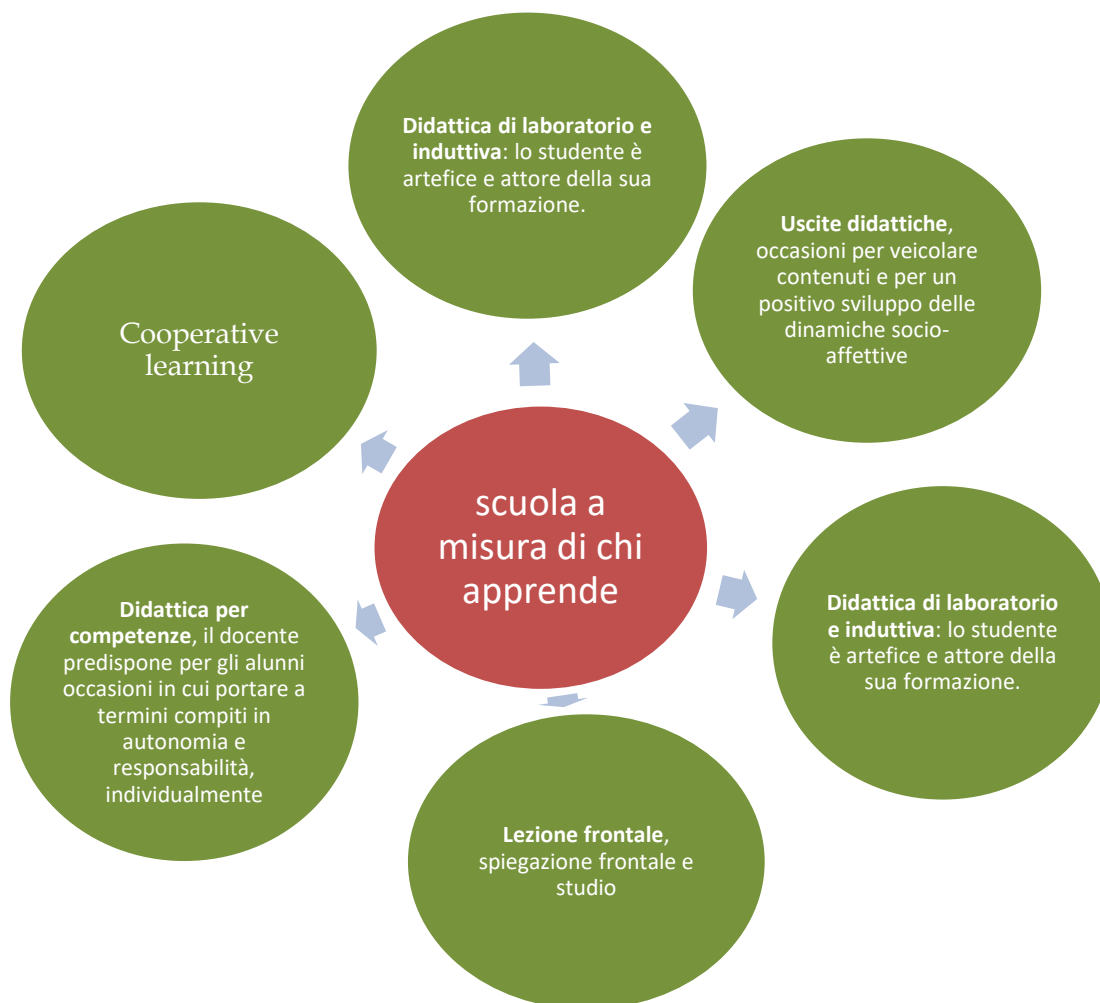 Didattica di laboratorio e
induttiva: lo studente è
artefice e attore della sua
formazione.
Uscite didattiche,
occasioni per veicolare
contenuti e per un
positivo sviluppo delle
dinamiche socio-
affettive
Cooperative
learning
scuola a
misura di chi
apprende
Didattica di laboratorio
e induttiva: lo studente
è artefice e attore della
sua formazione.
Didattica per
competenze, il docente
predispone per gli alunni
occasioni in cui portare a
termini compiti in
autonomia e
responsabilità,
individualmente
Lezione frontale,
spiegazione frontale e
studio